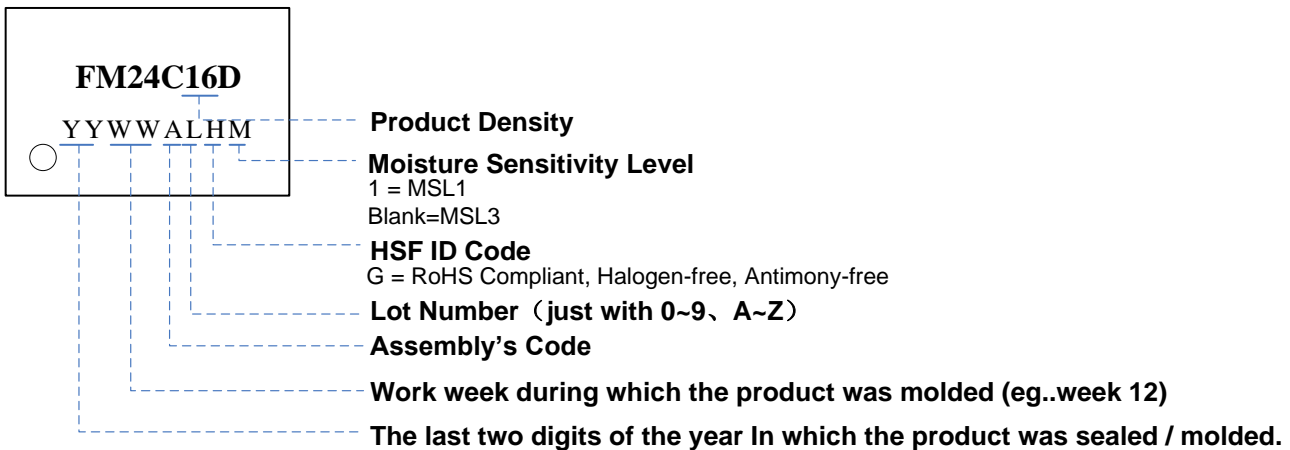 FM24C16D
YYWWALHM
Product Density
Moisture Sensitivity Level
1 = MSL1
Blank=MSL3
HSF ID Code
G = RoHS Compliant, Halogen-free, Antimony-free
Lot Number（just with 0~9、A~Z）
Assembly's Code
Work week during which the product was molded (eg..week 12)
The last two digits of the year In which the product was sealed / molded.